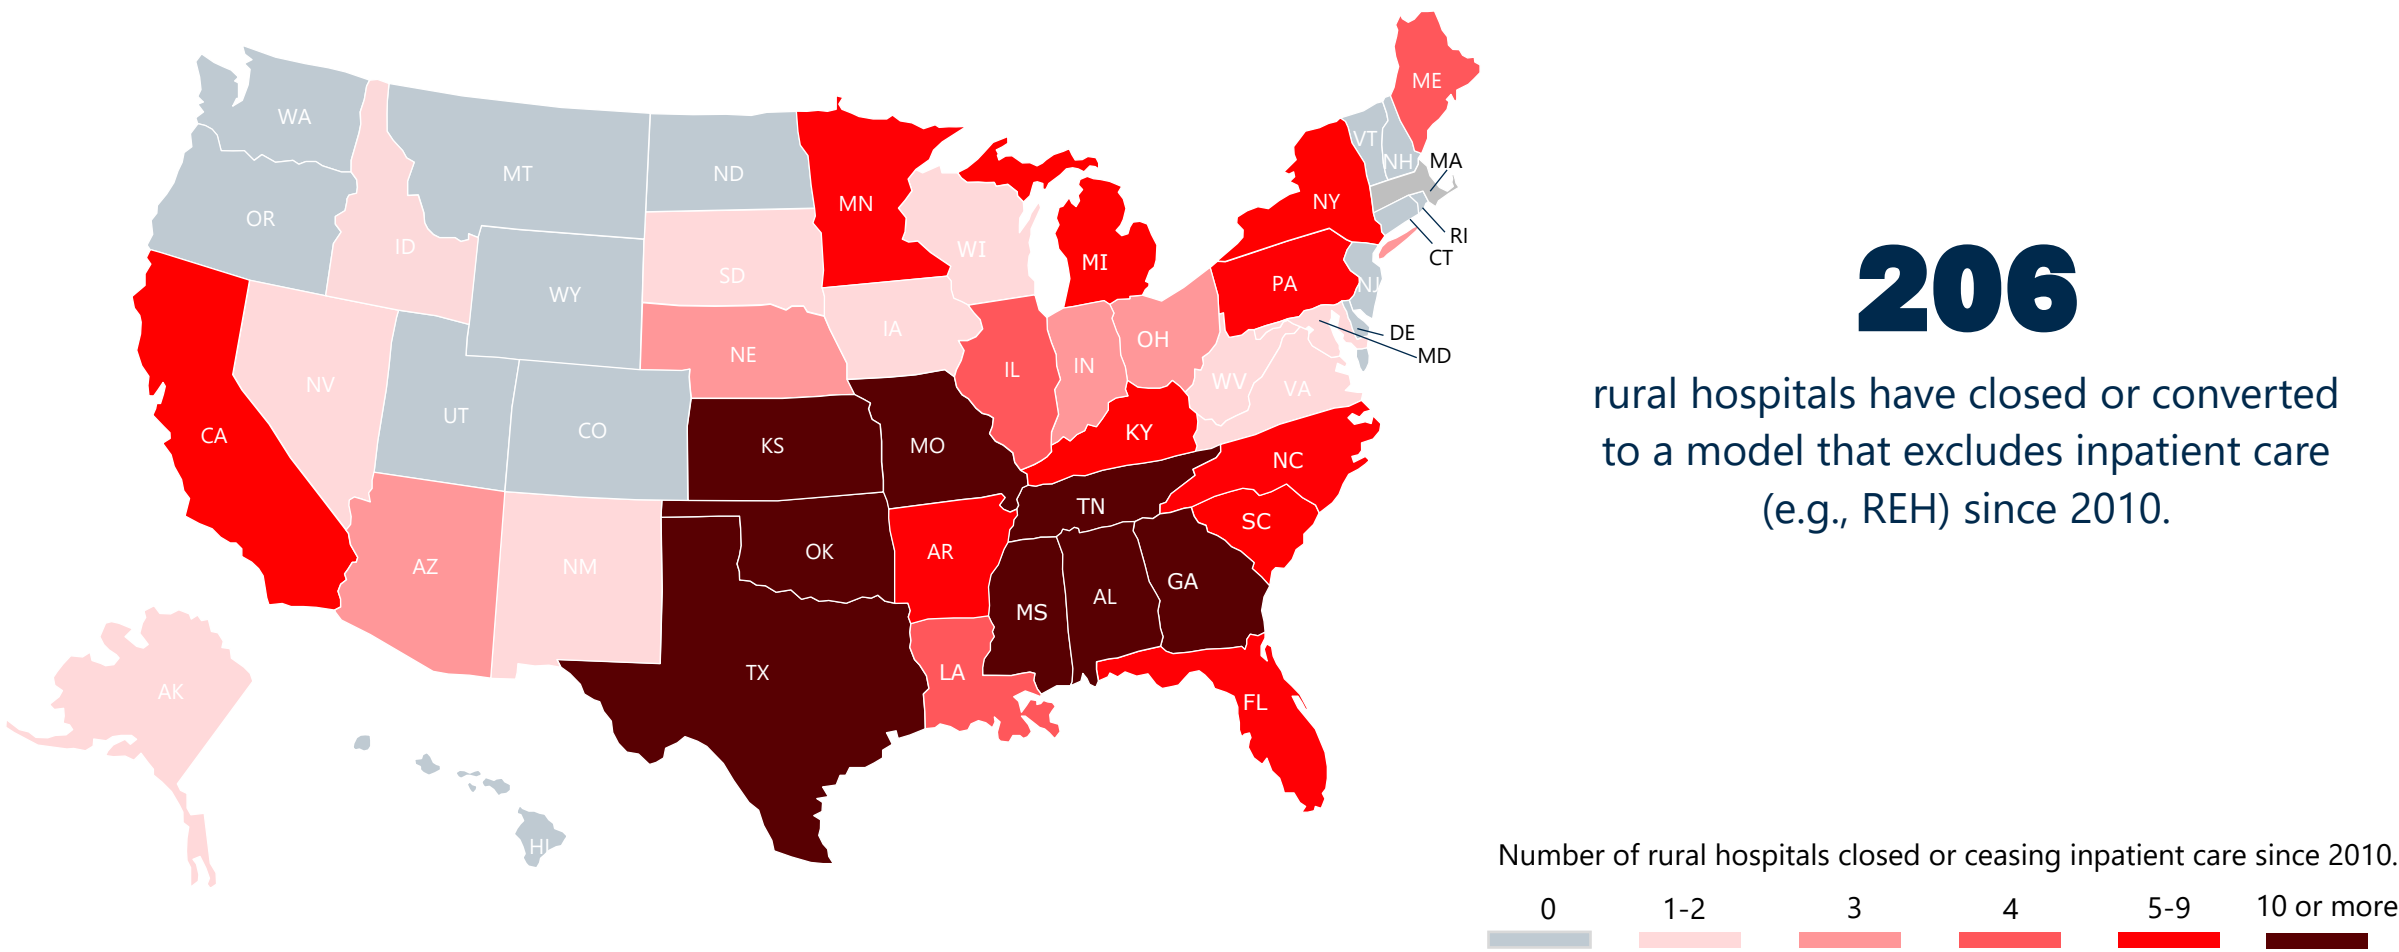 ME
WA
VT
NH
MA
MT
ND
MN
NY
OR
ID
WI
RI
CT
MI
SD
PA
NJ
WY
IA
DE
MD
NE
OH
IL
IN
NV
WV
VA
UT
CO
CA
KS
MO
KY
NC
TN
SC
AZ
NM
OK
AR
GA
MS
AL
TX
LA
AK
FL
HI
206
rural hospitals have closed or converted
to a model that excludes inpatient care
(e.g., REH) since 2010.
Number of rural hospitals closed or ceasing inpatient care since 2010.
0 1-2 3 4 5-9 10 or more